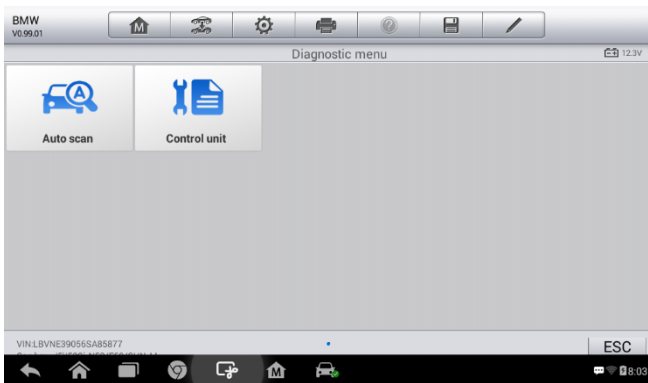 BMW
V0.99.01
M
Diagnostic menu
12.3V
A
Auto scan
Control unit
VIN:LBVNE39056SA85877
ESC
M
8:03